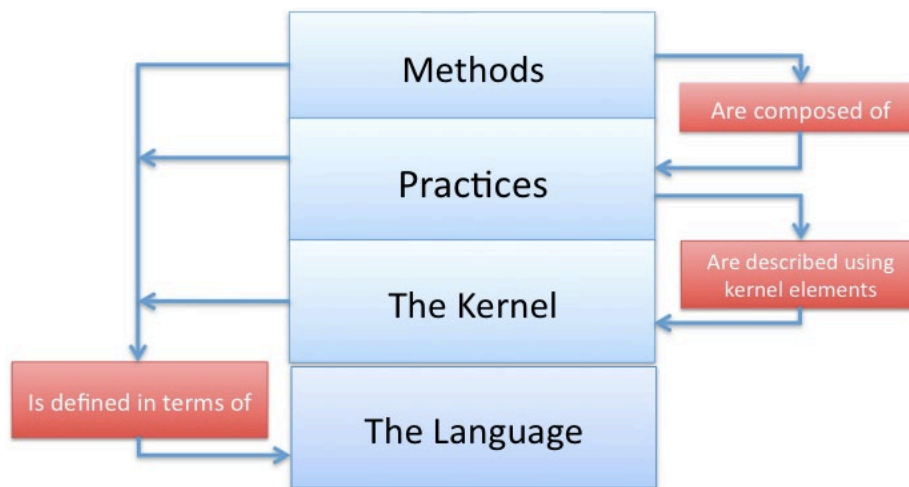 Methods
Are composed of
Practices
Are described using
kernel elements
The Kernel
Is defined in terms of
The Language